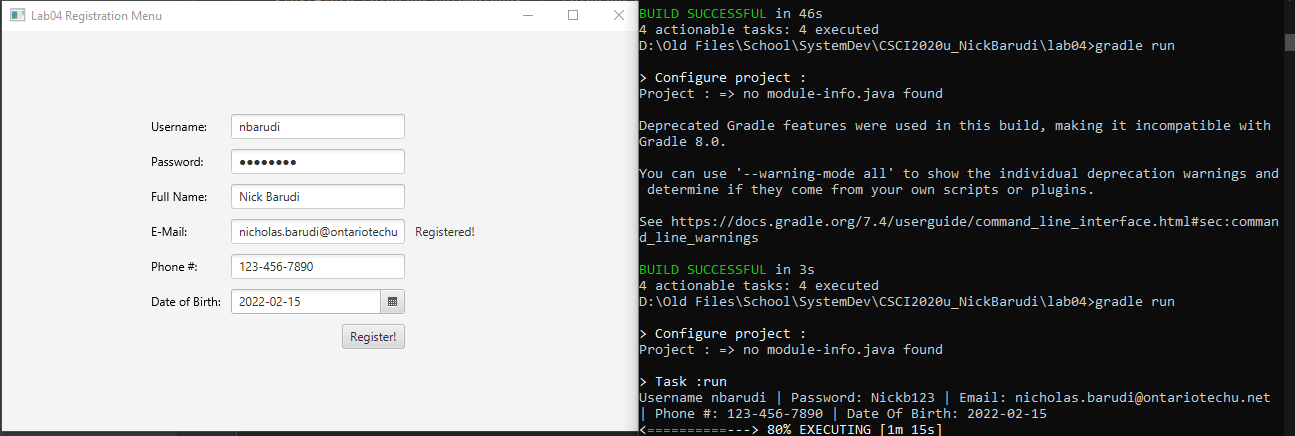 Lab04 Registration Menu
Username: nbarudi
Password: ●●●●●●●●
Full Name: Nick Barudi
E-Mail: nicholas.barudi@ontariotechu Registered!
Phone #: 123-456-7890
Date of Birth: 2022-02-15
Register!
BUILD SUCCESSFUL in 46s
4 actionable tasks: 4 executed
D:\Old Files\School\SystemDev\CSCI2020u_NickBarudi\lab04>gradle run
> Configure project :
Project : => no module-info.java found
Deprecated Gradle features were used in this build, making it incompatible with
Gradle 8.0.
You can use '--warning-mode all' to show the individual deprecation warnings and
determine if they come from your own scripts or plugins.
See https://docs.gradle.org/7.4/userguide/command_line_interface.html#sec:comman
d_line_warnings
BUILD SUCCESSFUL in 3s
4 actionable tasks: 4 executed
D:\Old Files\School\SystemDev\CSCI2020u_NickBarudi\lab04>gradle run
> Configure project :
Project : => no module-info.java found
> Task :run
Username nbarudi | Password: Nickb123 | Email: nicholas.barudi@ontariotechu.net
| Phone #: 123-456-7890 | Date Of Birth: 2022-02-15
<==========---> 80% EXECUTING [1m 15s]